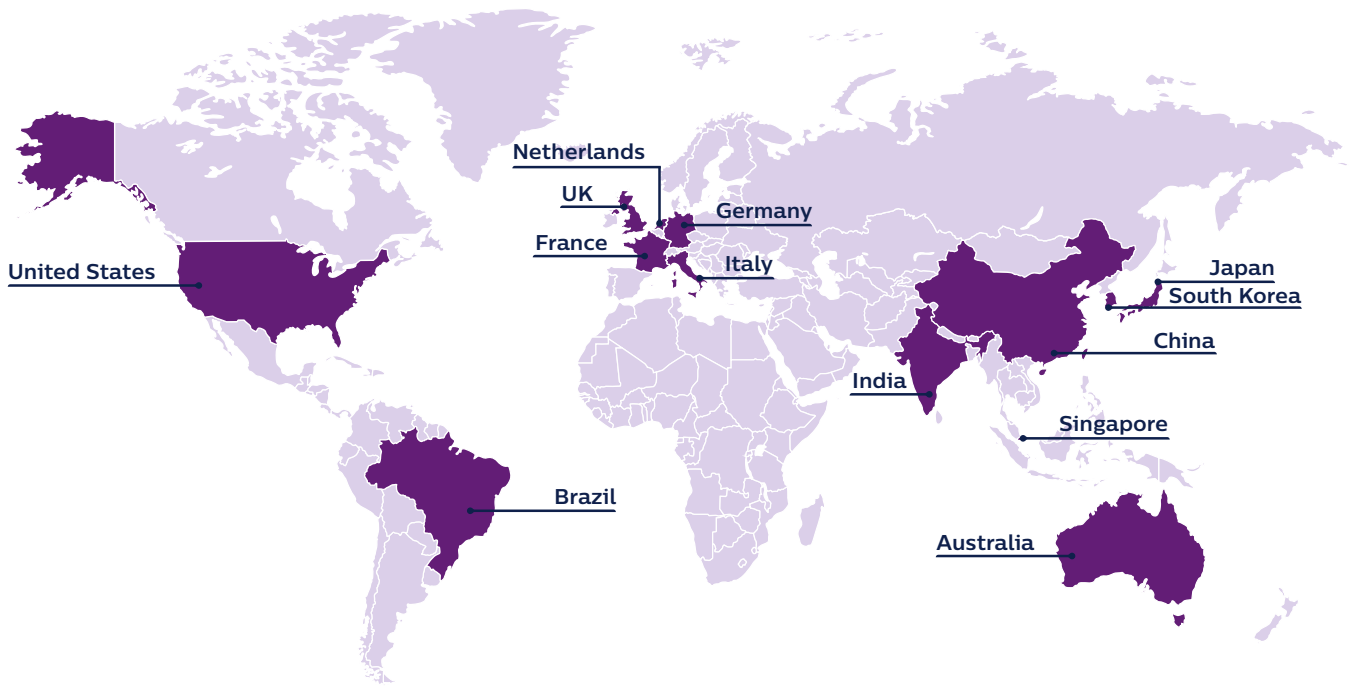 Netherlands
UK
Germany
France
Italy
United States
Japan
South Korea
China
India
Singapore
Brazil
Australia